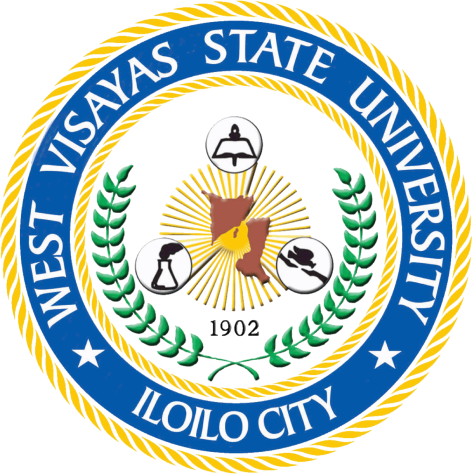 WEST VISAYAS STATE UNIVERSITY
1902
ILOILO CITY